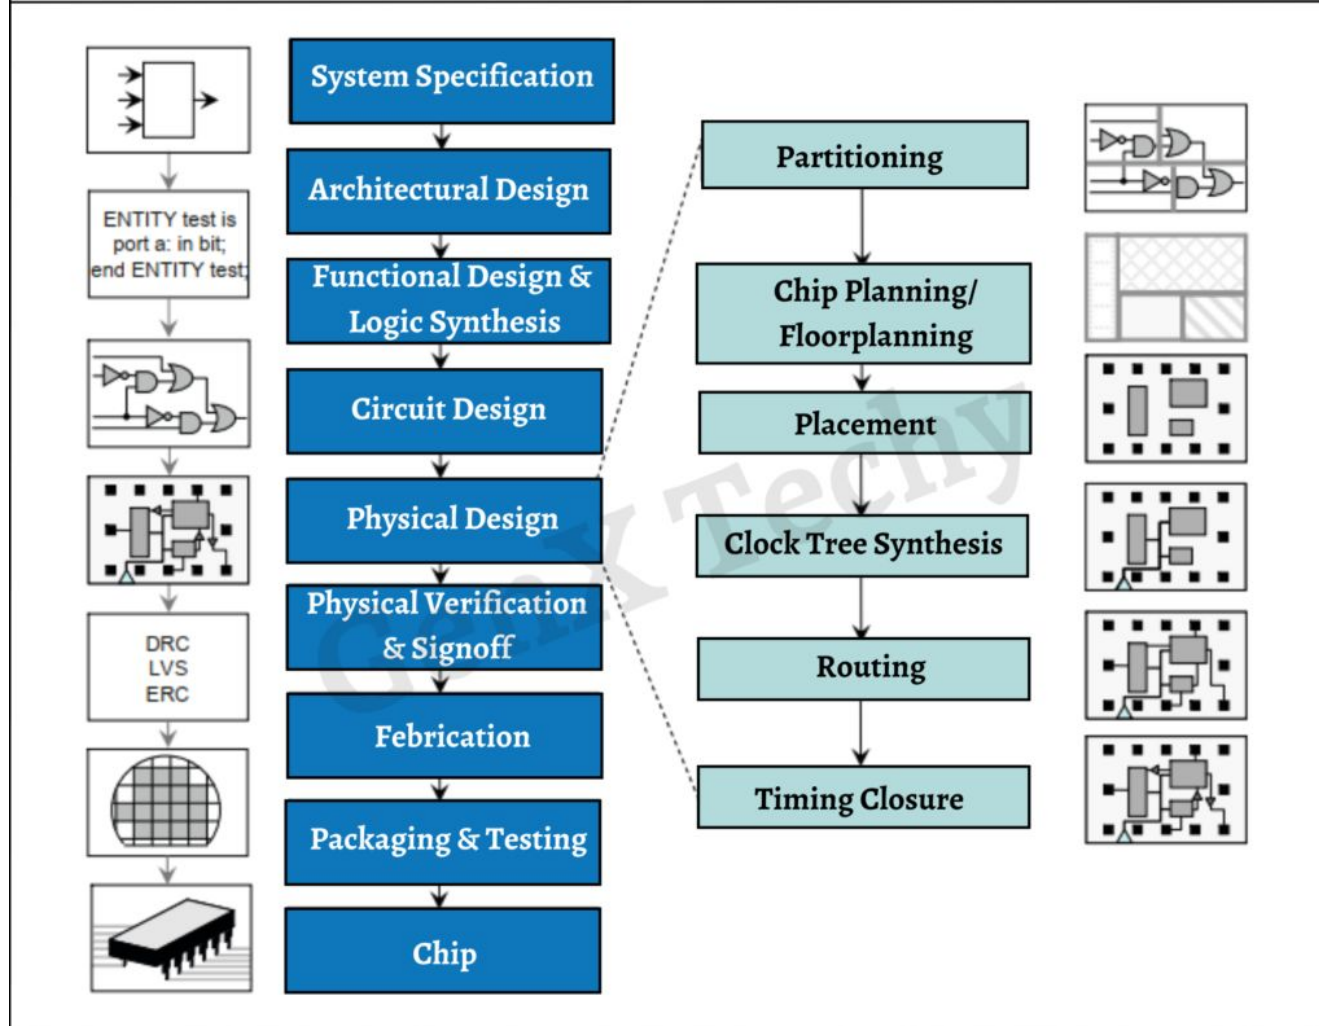 System Specification
Architectural Design
Functional Design &
Logic Synthesis
Circuit Design
Physical Design
Physical Verification
& Signoff
Febrication
Packaging & Testing
Chip
ENTITY test is
port a: in bit;
end ENTITY test;
DRC
LVS
ERC
Partitioning
Chip Planning/
Floorplanning
Placement
Clock Tree Synthesis
Routing
Timing Closure
GenX Techy